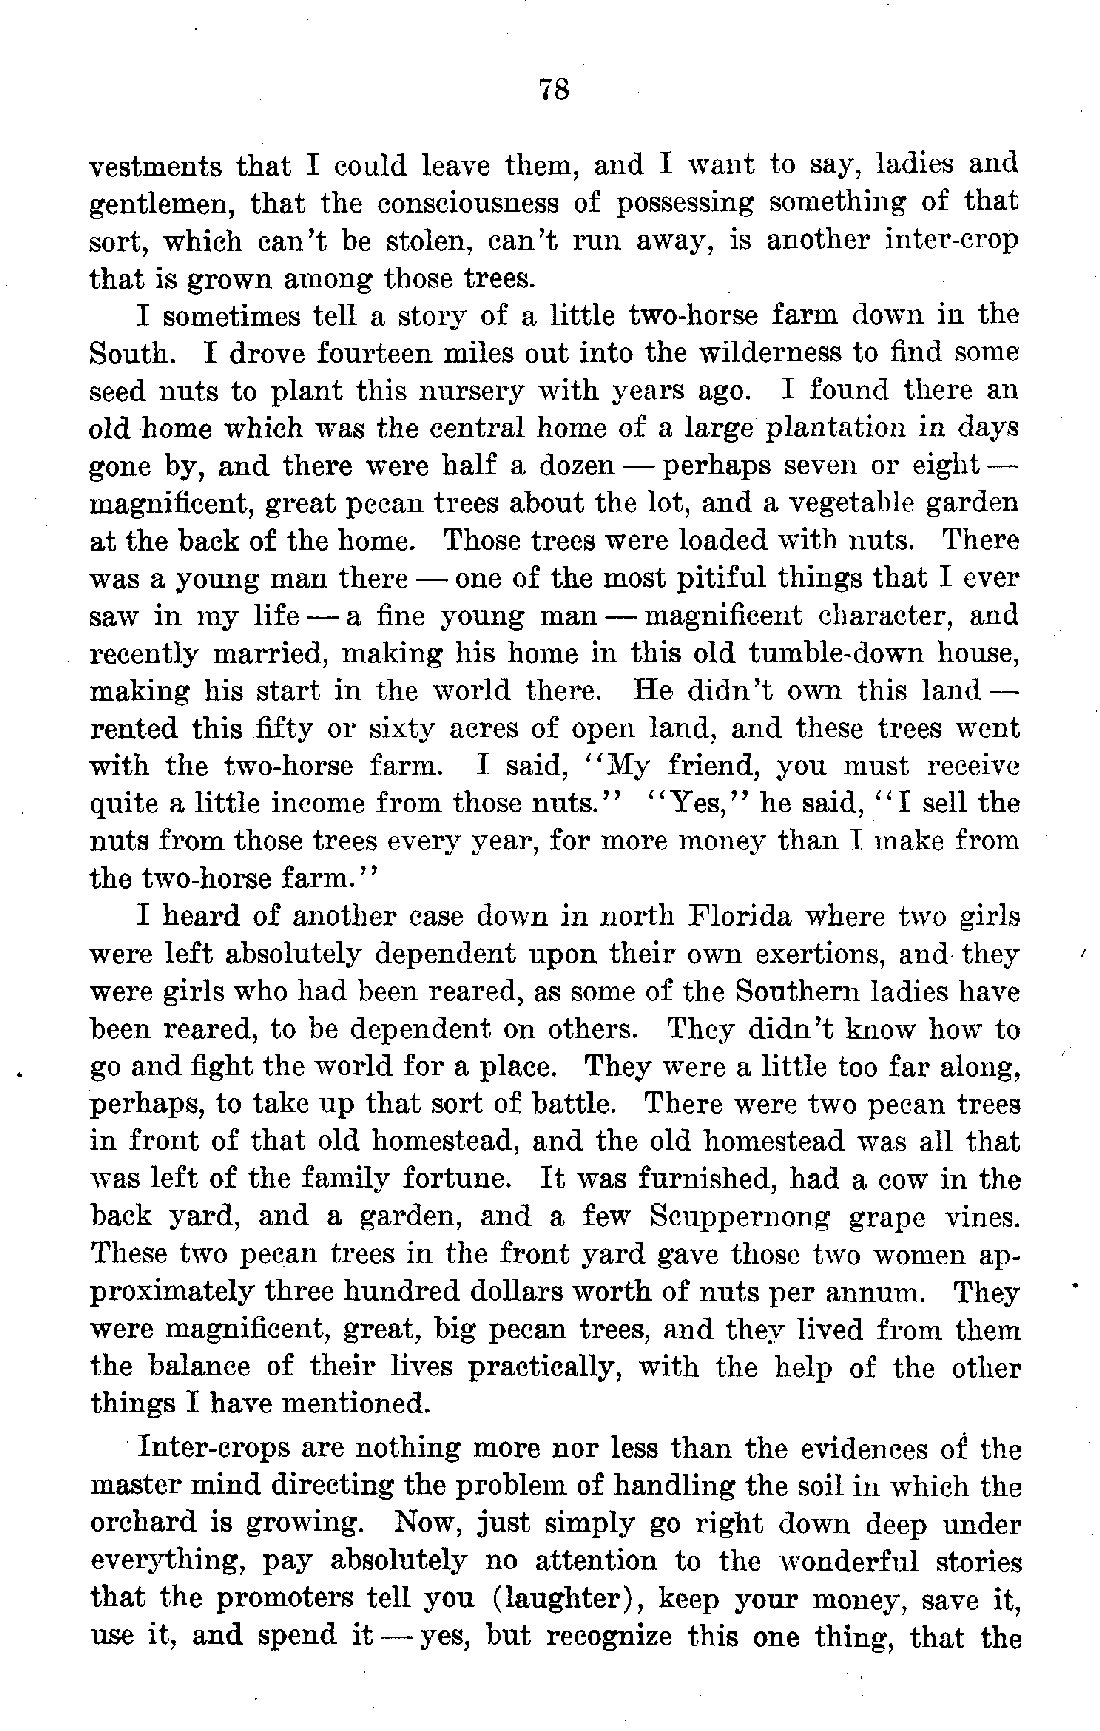 78
vestments that I could leave them, and I want to say, ladies and
gentlemen, that the consciousness of possessing something of that
sort, which can't be stolen, can't run away, is another inter-crop
that is grown among those trees.
I sometimes tell a story of a little two-horse farm down in the
South. I drove fourteen miles out into the wilderness to find some
seed nuts to plant this nursery with years ago. I found there an
old home which was the central home of a large plantation in days
gone by, and there were half a dozen — perhaps seven or eight —
magnificent, great pecan trees about the lot, and a vegetable garden
at the back of the home. Those trees were loaded with nuts. There
was a young man there — one of the most pitiful things that I ever
saw in my life — a fine young man — magnificent character, and
recently married, making his home in this old tumble-down house,
making his start in the world there. He didn't own this land —
rented this fifty or sixty acres of open land, and these trees went
with the two-horse farm. I said, "My friend, you must receive
quite a little income from those nuts." "Yes," he said, "I sell the
nuts from those trees every year, for more money than I make from
the two-horse farm."
I heard of another case down in north Florida where two girls
were left absolutely dependent upon their own exertions, and they
were girls who had been reared, as some of the Southern ladies have
been reared, to be dependent on others. They didn't know how to
go and fight the world for a place. They were a little too far along,
perhaps, to take up that sort of battle. There were two pecan trees
in front of that old homestead, and the old homestead was all that
was left of the family fortune. It was furnished, had a cow in the
back yard, and a garden, and a few Scuppernong grape vines.
These two pecan trees in the front yard gave those two women ap-
proximately three hundred dollars worth of nuts per annum. They
were magnificent, great, big pecan trees, and they lived from them
the balance of their lives practically, with the help of the other
things I have mentioned.
Inter-crops are nothing more nor less than the evidences of the
master mind directing the problem of handling the soil in which the
orchard is growing. Now, just simply go right down deep under
everything, pay absolutely no attention to the wonderful stories
that the promoters tell you (laughter), keep your money, save it,
use it, and spend it — yes, but recognize this one thing, that the